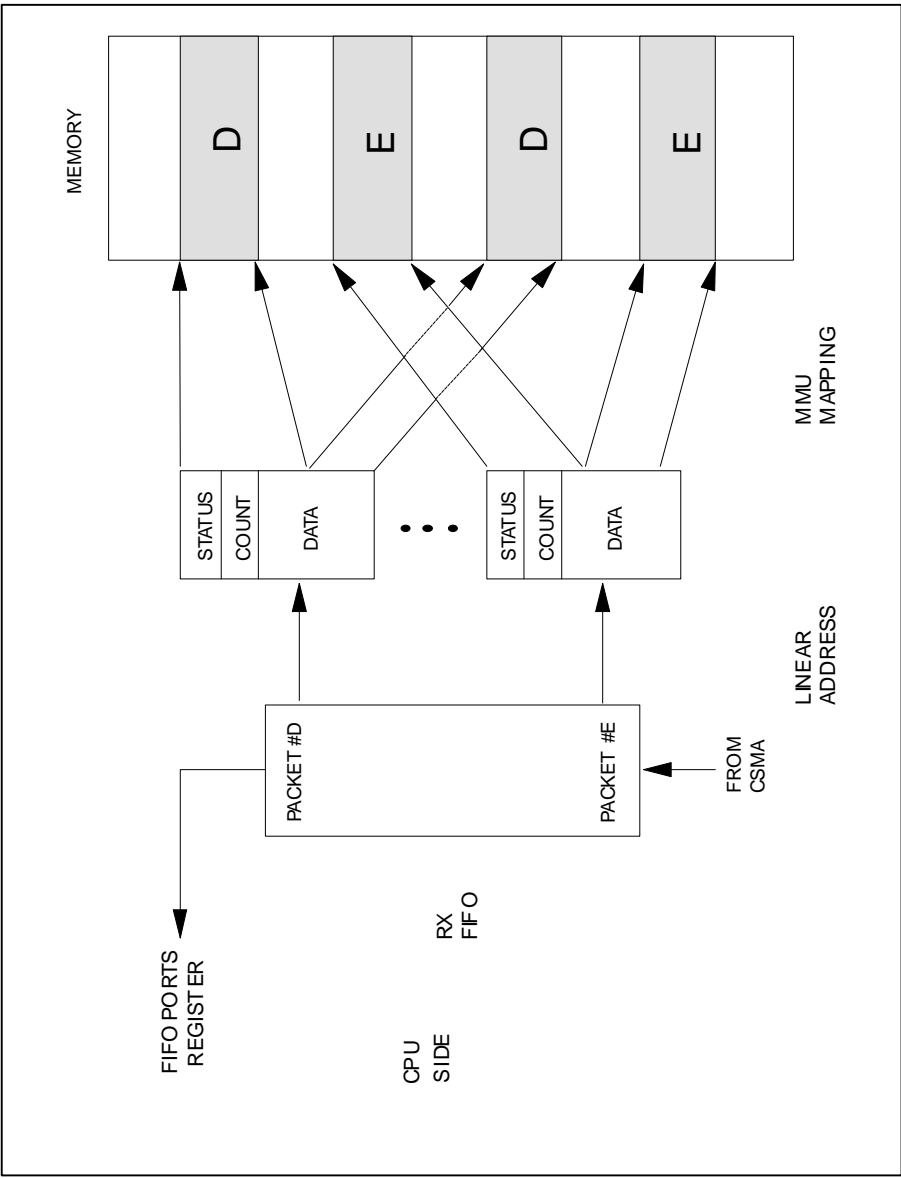 FIFO PORTS
REGISTER
CPU
SIDE
RX
FIFO
PACKET #D
PACKET #E
FROM
CSMA
LINEAR
ADDRESS
STATUS
COUNT
DATA
STATUS
COUNT
DATA
MMU
MAPPING
MEMORY
D
E
D
E